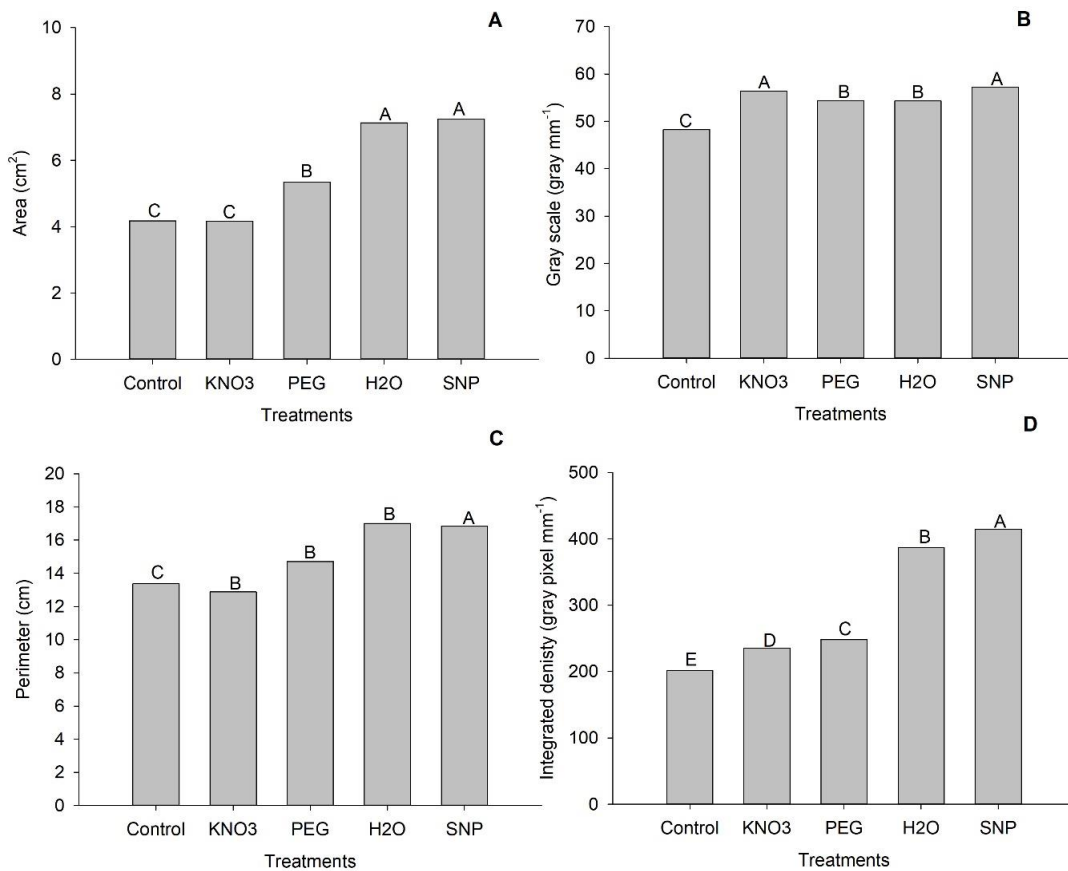 A
Area (cm²)
10
8
6
4
2
0
C
C
B
A
A
Control KNO3 PEG H2O SNP
Treatments
B
Gray scale (gray mm⁻¹)
70
60
50
40
30
20
10
0
C
A
B
B
A
Control KNO3 PEG H2O SNP
Treatments
C
Perimeter (cm)
20
18
16
14
12
10
8
6
4
2
0
C
B
B
B
A
Control KNO3 PEG H2O SNP
Treatments
D
Integrated denisty (gray pixel mm⁻¹)
500
400
300
200
100
0
E
D
C
B
A
Control KNO3 PEG H2O SNP
Treatments